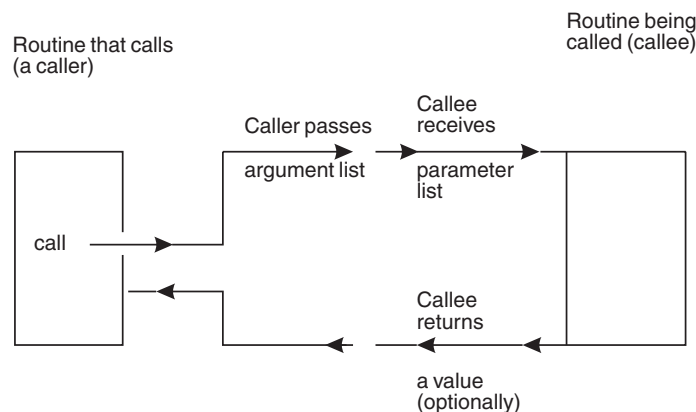 Routine that calls
(a caller)
Routine being
called (callee)
Caller passes
argument list
Callee
receives
parameter
list
call
Callee
returns
a value
(optionally)